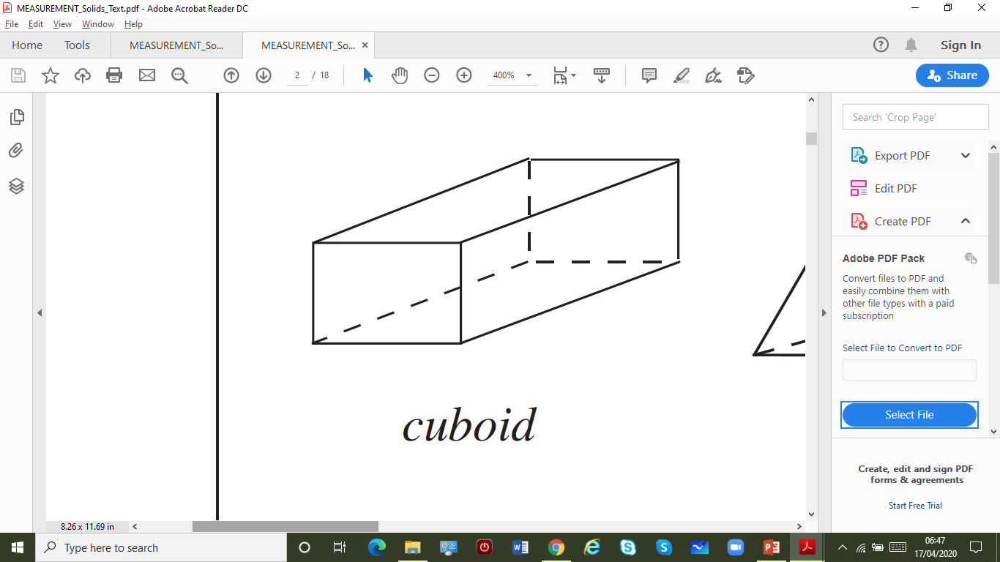 MEASUREMENT_Solids_Text.pdf - Adobe Acrobat Reader DC
File Edit View Window Help
Home Tools MEASUREMENT_So... MEASUREMENT_So... × Sign In
2 / 18 400% Share
Search 'Crop Page'
Export PDF
Edit PDF
Create PDF
Adobe PDF Pack
Convert files to PDF and
easily combine them with
other file types with a paid
subscription
Select File to Convert to PDF
Select File
cuboid
Create, edit and sign PDF
forms & agreements
Start Free Trial
8.26 x 11.69 in
Type here to search
06:47
17/04/2020